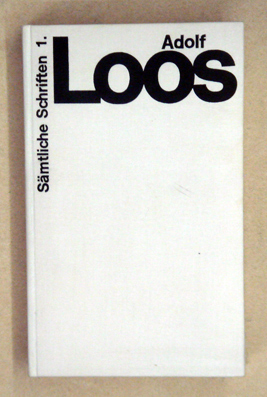 Adolf
Loos
Sämtliche Schriften 1.